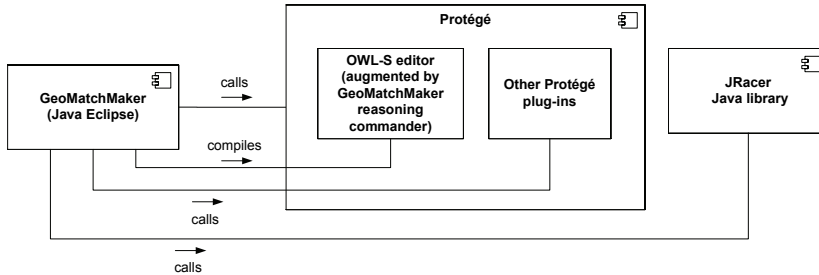 Protégé
GeoMatchMaker
(Java Eclipse)
calls
OWL-S editor
(augmented by
GeoMatchMaker
reasoning
commander)
Other Protégé
plug-ins
JRacer
Java library
compiles
calls
calls